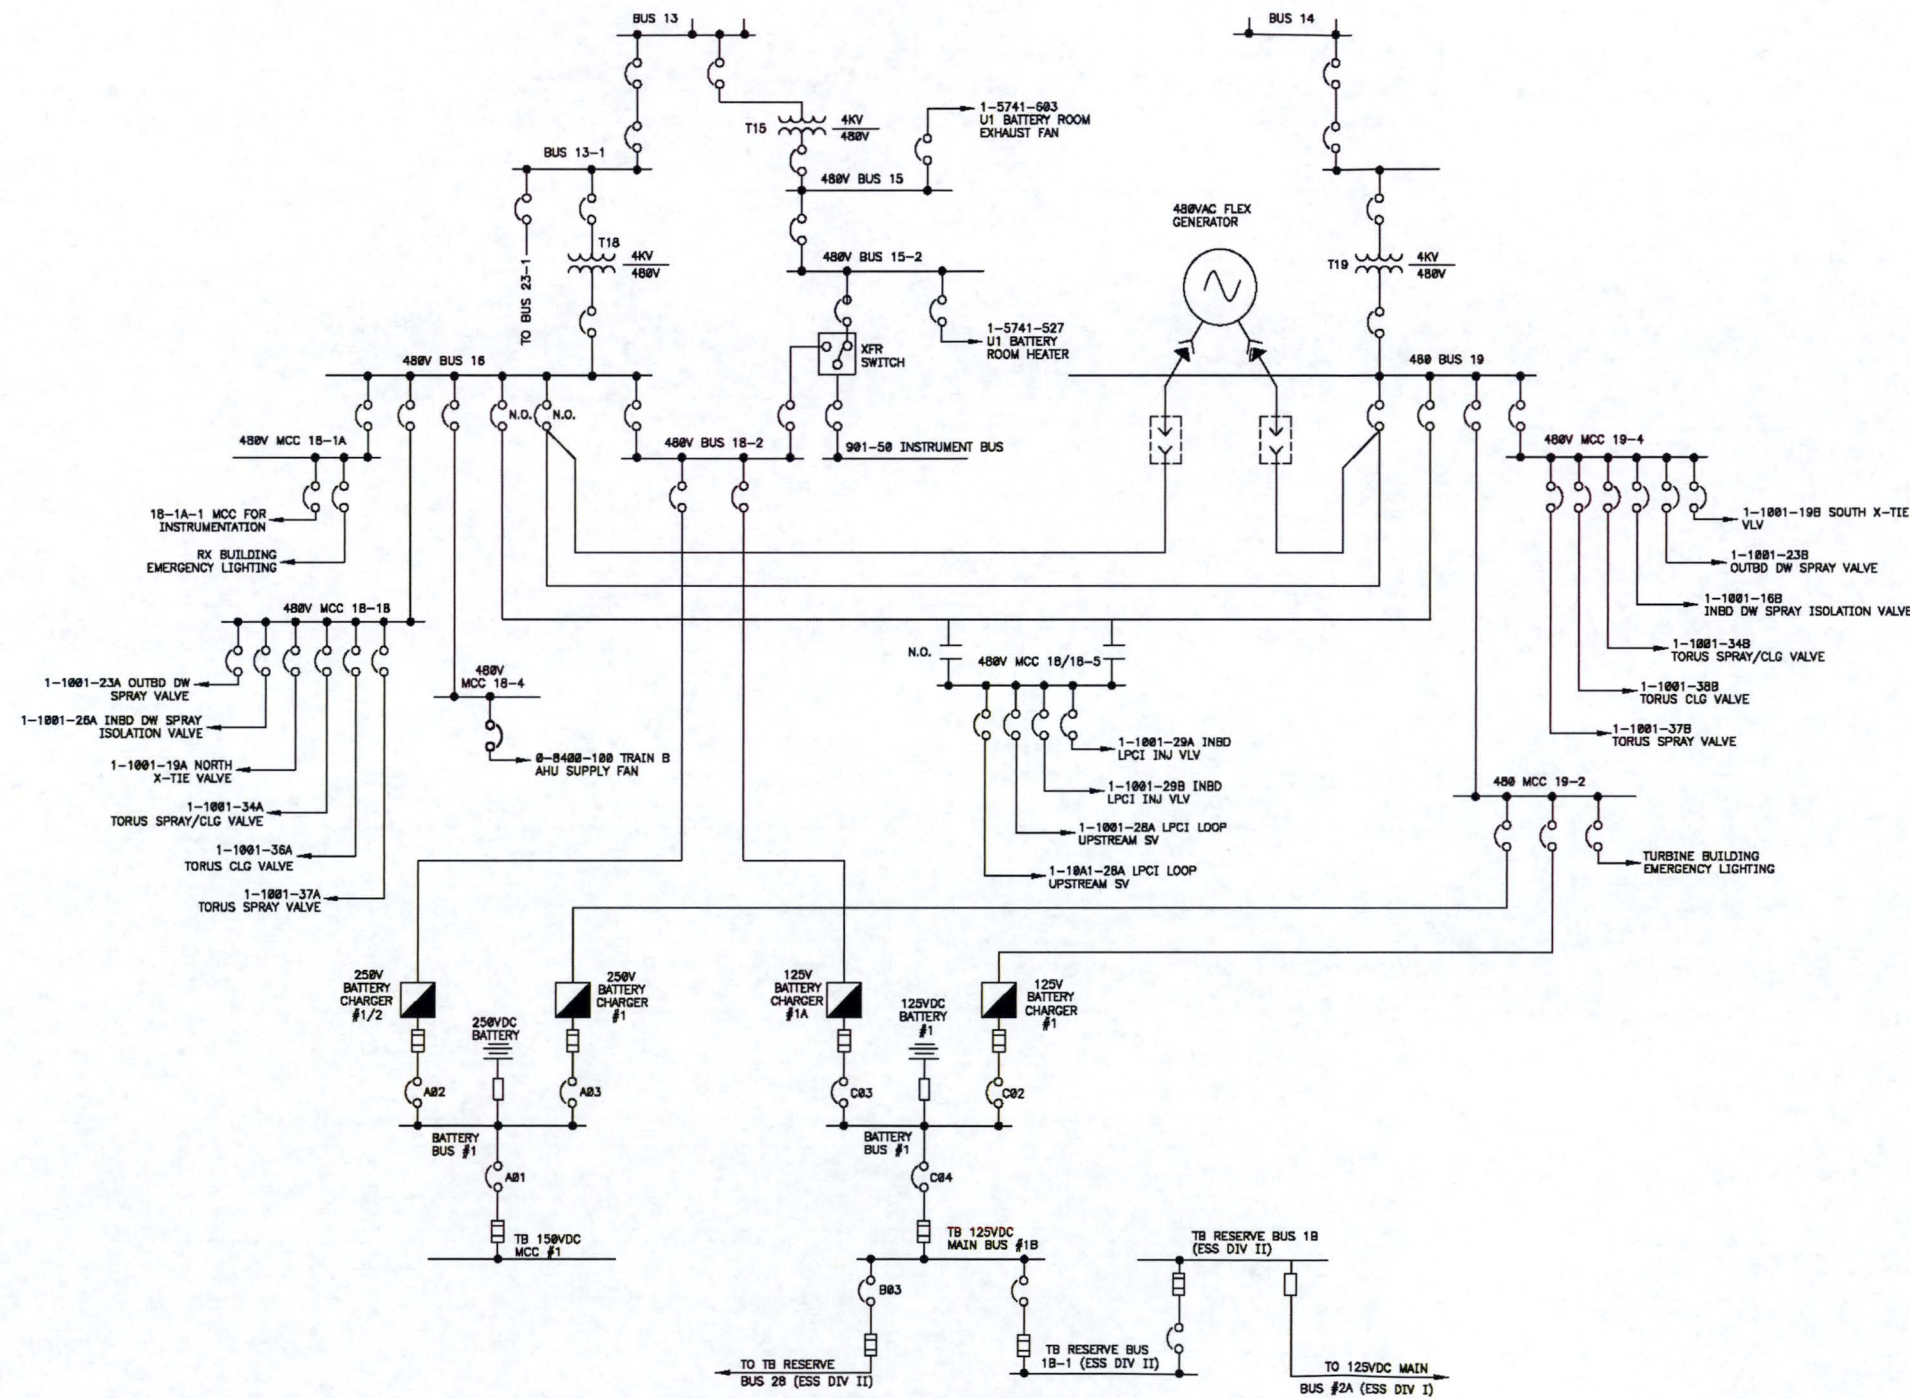 BUS 13
BUS 14
T15
4KV
480V
1-5741-603
U1 BATTERY ROOM
EXHAUST FAN
BUS 13-1
480V BUS 15
480VAC FLEX
GENERATOR
TO BUS 23-1
T18
4KV
480V
480V BUS 15-2
T19
4KV
480V
1-5741-527
U1 BATTERY
ROOM HEATER
XFR
SWITCH
480V BUS 16
480 BUS 19
N.O.
N.O.
480V MCC 18-1A
480V BUS 18-2
901-50 INSTRUMENT BUS
480V MCC 19-4
18-1A-1 MCC FOR
INSTRUMENTATION
RX BUILDING
EMERGENCY LIGHTING
1-1001-19B SOUTH X-TIE
VLV
1-1001-23B
OUTBD DW SPRAY VALVE
1-1001-16B
INBD DW SPRAY ISOLATION VALVE
1-1001-34B
TORUS SPRAY/CLG VALVE
1-1001-38B
TORUS CLG VALVE
1-1001-37B
TORUS SPRAY VALVE
480V MCC 18-1B
1-1001-23A OUTBD DW
SPRAY VALVE
1-1001-26A INBD DW SPRAY
ISOLATION VALVE
1-1001-19A NORTH
X-TIE VALVE
1-1001-34A
TORUS SPRAY/CLG VALVE
1-1001-36A
TORUS CLG VALVE
1-1001-37A
TORUS SPRAY VALVE
480V
MCC 18-4
0-8400-100 TRAIN B
AHU SUPPLY FAN
N.O.
480V MCC 18/18-5
1-1001-29A INBD
LPCI INJ VLV
1-1001-29B INBD
LPCI INJ VLV
1-1001-28A LPCI LOOP
UPSTREAM SV
1-10A1-28A LPCI LOOP
UPSTREAM SV
480 MCC 19-2
TURBINE BUILDING
EMERGENCY LIGHTING
250V
BATTERY
CHARGER
#1/2
250VDC
BATTERY
250V
BATTERY
CHARGER
#1
125V
BATTERY
CHARGER
#1A
125VDC
BATTERY
#1
125V
BATTERY
CHARGER
#1
A02
A03
C03
C02
BATTERY
BUS #1
BATTERY
BUS #1
A01
C04
TB 150VDC
MCC #1
TB 125VDC
MAIN BUS #1B
TB RESERVE BUS 1B
(ESS DIV II)
B03
TO TB RESERVE
BUS 2B (ESS DIV II)
TB RESERVE BUS
1B-1 (ESS DIV II)
TO 125VDC MAIN
BUS #2A (ESS DIV I)